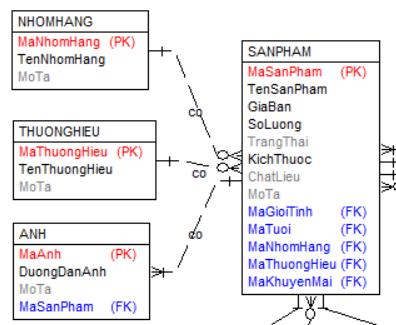 NHOMHANG
MaNhomHang (PK)
TenNhomHang
MoTa
THUONGHIEU
MaThuongHieu (PK)
TenThuongHieu
MoTa
ANH
MaAnh (PK)
DuongDanAnh
MoTa
MaSanPham (FK)
co
co
co
SANPHAM
MaSanPham (PK)
TenSanPham
GiaBan
SoLuong
TrangThai
KichThuoc
ChatLieu
MoTa
MaGioiTinh (FK)
MaTuoi (FK)
MaNhomHang (FK)
MaThuongHieu (FK)
MaKhuyenMai (FK)